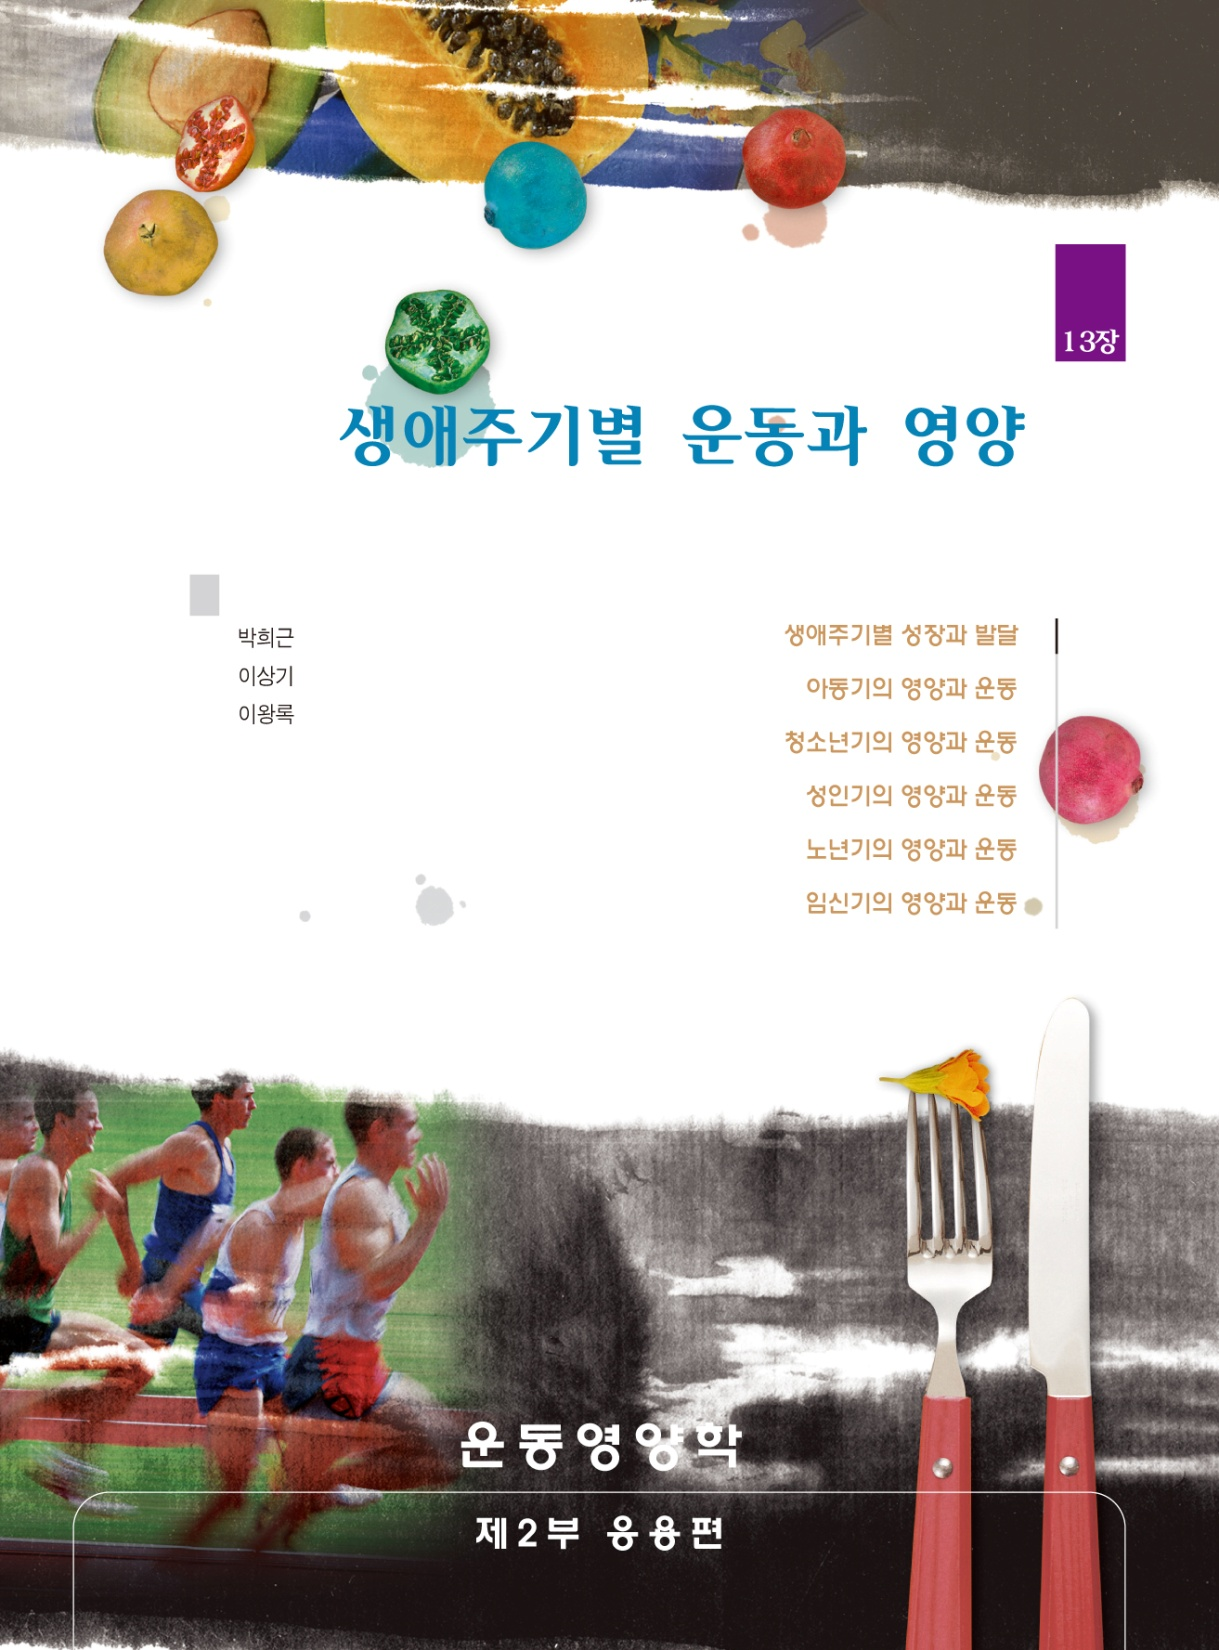 13장
생애주기별 운동과 영양
박희근
이상기
이왕록
생애주기별 성장과 발달
아동기의 영양과 운동
청소년기의 영양과 운동
성인기의 영양과 운동
노년기의 영양과 운동
임신기의 영양과 운동
운동영양학
제2부 응용편